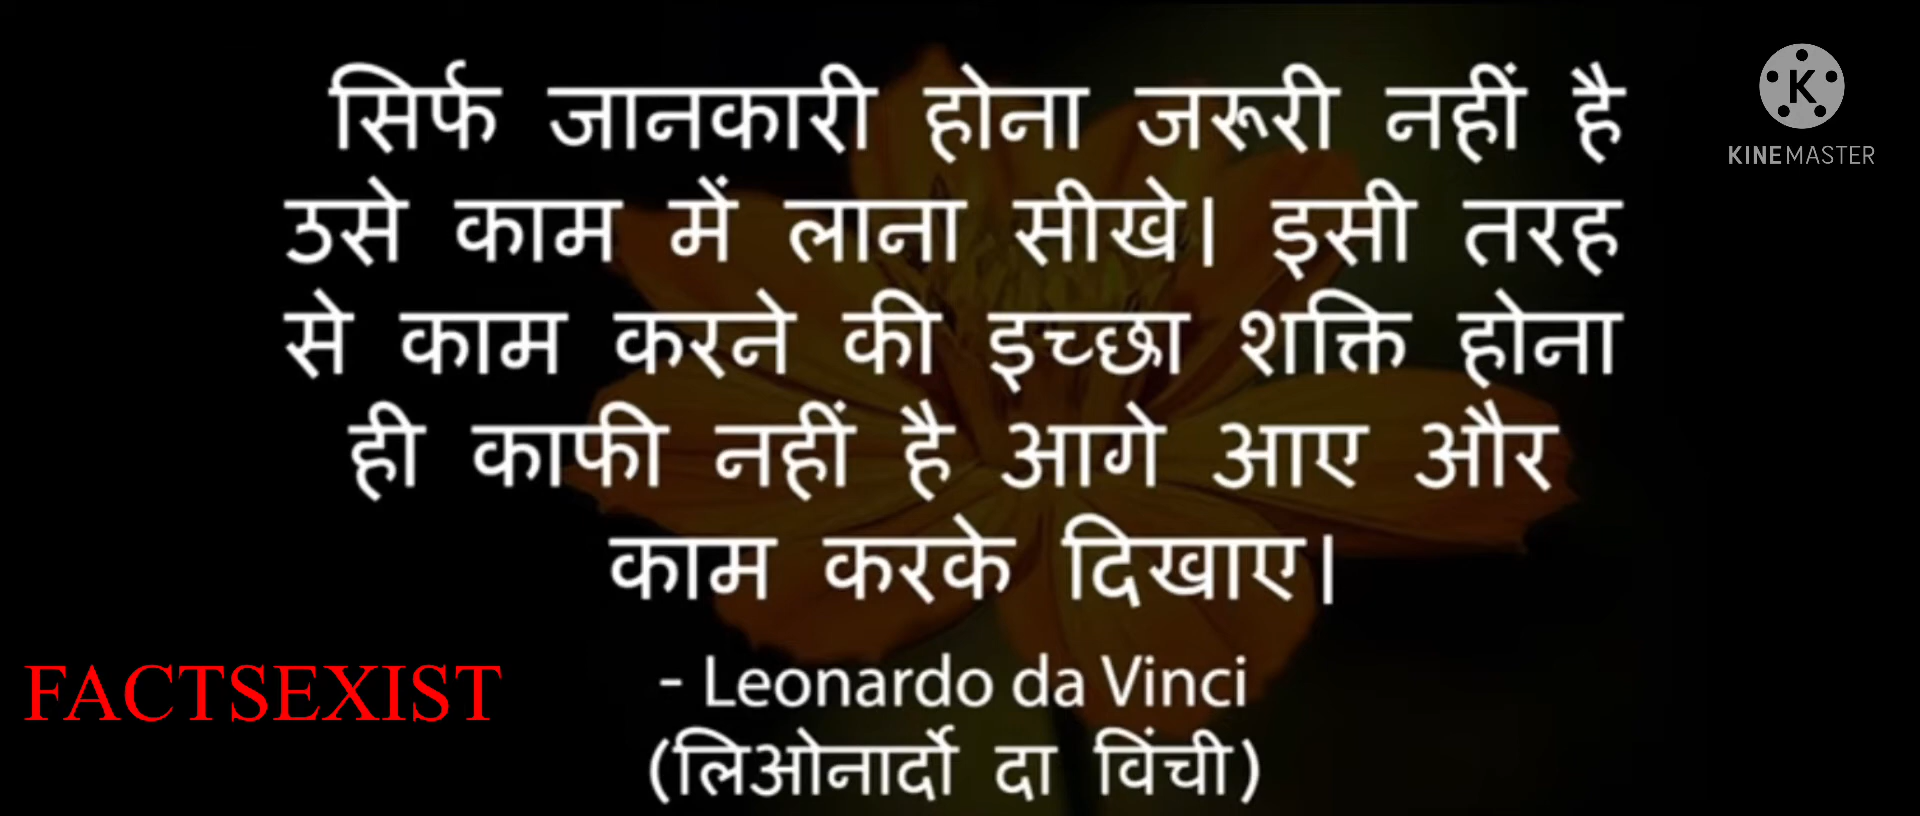 सिर्फ जानकारी होना जरूरी नहीं है
उसे काम में लाना सीखे। इसी तरह
से काम करने की इच्छा शक्ति होना
ही काफी नहीं है आगे आए और
काम करके दिखाए।
- Leonardo da Vinci
(लिओनार्दो दा विंची)
FACTSEXIST
K
KINEMASTER